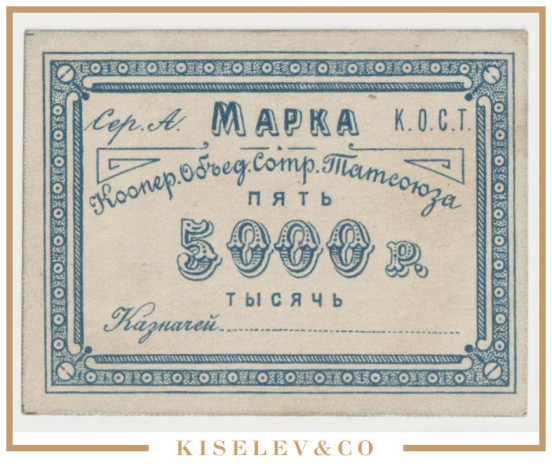 Сер. А. МАРКА К.О.С.Т.
Коопер. Объед. Сотр. Татсоюза
ПЯТЬ
5000 р.
ТЫСЯЧЬ
Казначей
KISELEV&CO